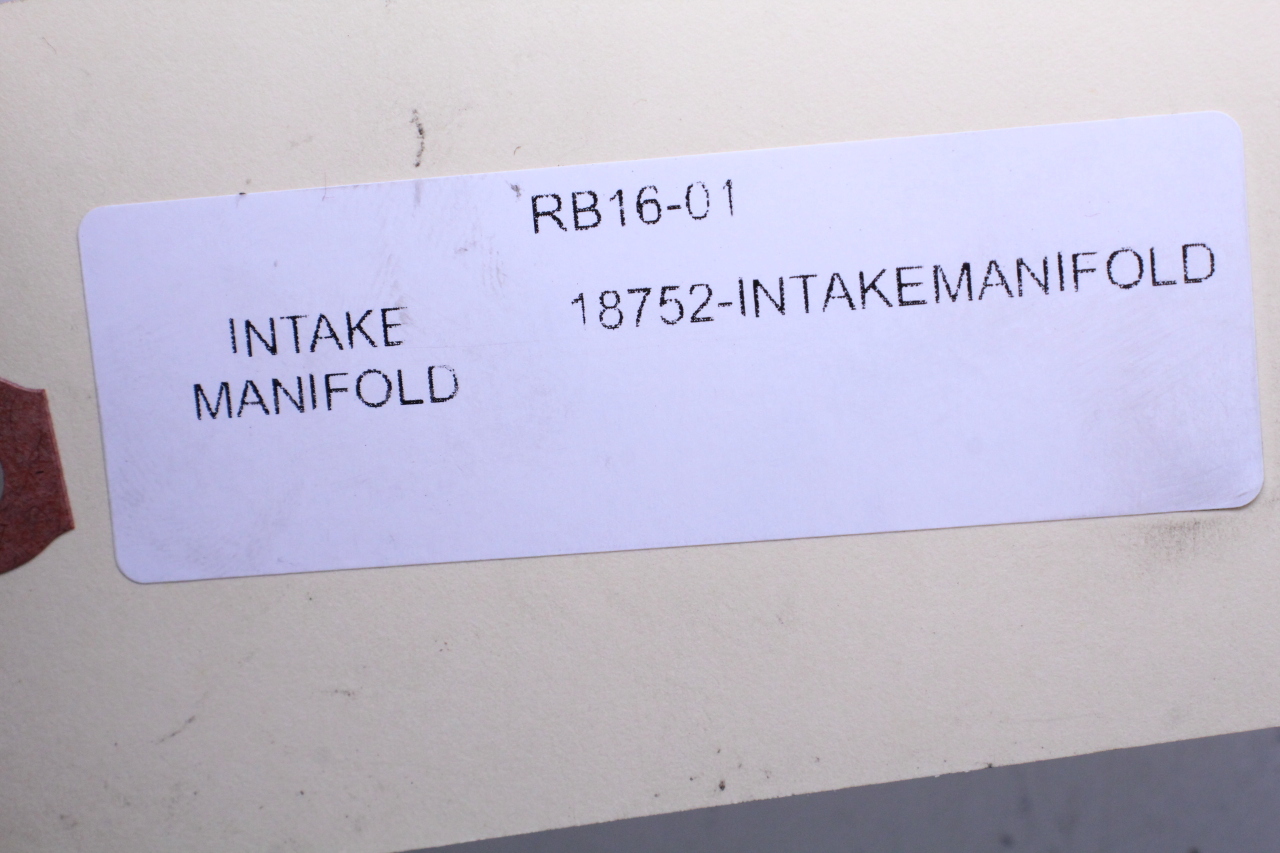 RB16-01
18752-INTAKEMANIFOLD
INTAKE
MANIFOLD